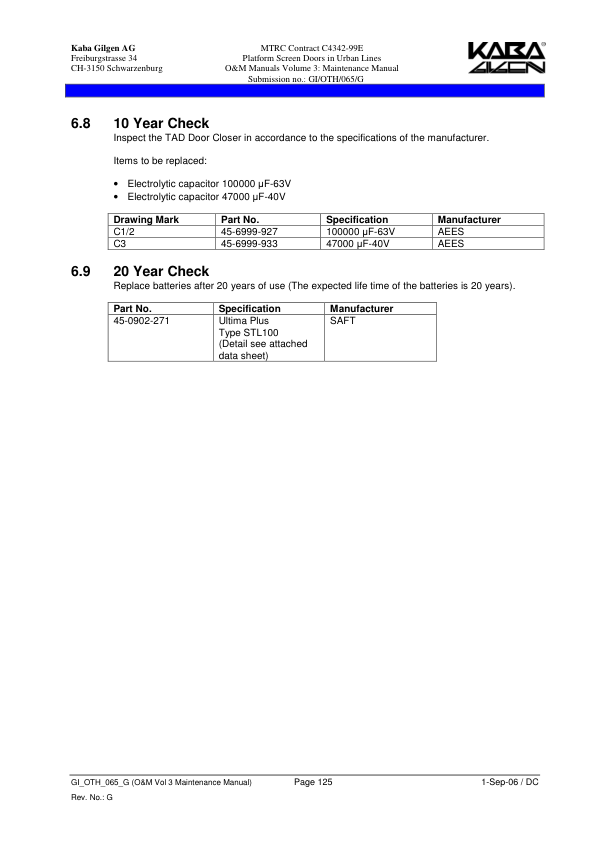 Kaba Gilgen AG
Freiburgstrasse 34
CH-3150 Schwarzenburg
MTRC Contract C4342-99E
Platform Screen Doors in Urban Lines
O&M Manuals Volume 3: Maintenance Manual
Submission no.: GI/OTH/065/G
KABA®
GILGEN
6.8 10 Year Check
Inspect the TAD Door Closer in accordance to the specifications of the manufacturer.
Items to be replaced:
• Electrolytic capacitor 100000 µF-63V
• Electrolytic capacitor 47000 µF-40V
Drawing Mark Part No. Specification Manufacturer
C1/2 45-6999-927 100000 µF-63V AEES
C3 45-6999-933 47000 µF-40V AEES
6.9 20 Year Check
Replace batteries after 20 years of use (The expected life time of the batteries is 20 years).
Part No. Specification Manufacturer
45-0902-271 Ultima Plus SAFT
Type STL100
(Detail see attached
data sheet)
GI_OTH_065_G (O&M Vol 3 Maintenance Manual) Page 125 1-Sep-06 / DC
Rev. No.: G